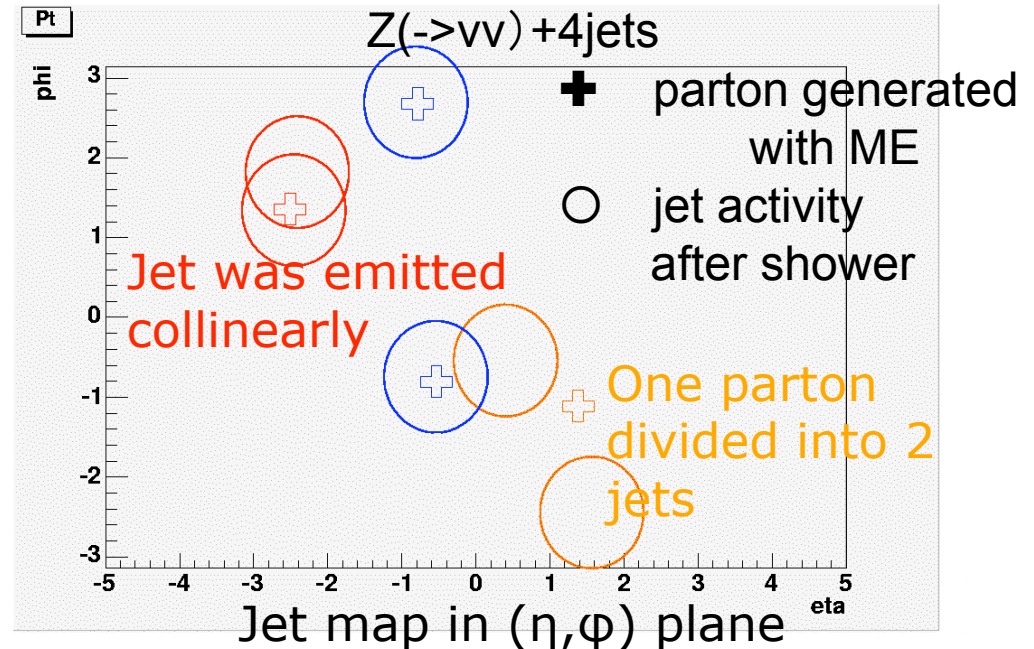 Pt
Z(->νν）+4jets
phi
3
2
1
0
-1
-2
-3
parton generated
with ME
jet activity
after shower
Jet was emitted
collinearly
One parton
divided into 2
jets
-5 -4 -3 -2 -1 0 1 2 3 4 5
eta
Jet map in (η,φ) plane